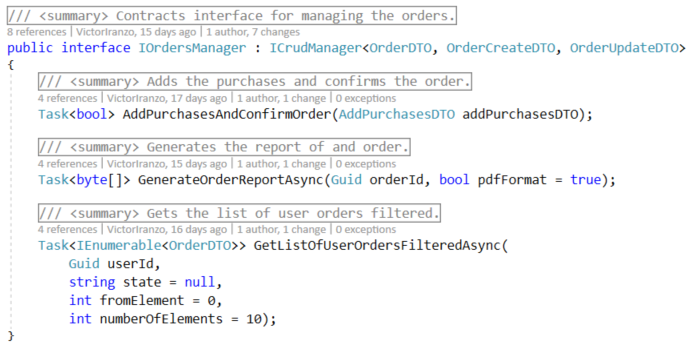 /// <summary> Contracts interface for managing the orders.
8 references | VictorIranzo, 15 days ago | 1 author, 7 changes
public interface IOrdersManager : ICrudManager<OrderDTO, OrderCreateDTO, OrderUpdateDTO>
{
/// <summary> Adds the purchases and confirms the order.
4 references | VictorIranzo, 17 days ago | 1 author, 1 change | 0 exceptions
Task<bool> AddPurchasesAndConfirmOrder(AddPurchasesDTO addPurchasesDTO);
/// <summary> Generates the report of and order.
4 references | VictorIranzo, 15 days ago | 1 author, 1 change | 0 exceptions
Task<byte[]> GenerateOrderReportAsync(Guid orderId, bool pdfFormat = true);
/// <summary> Gets the list of user orders filtered.
4 references | VictorIranzo, 16 days ago | 1 author, 1 change | 0 exceptions
Task<IEnumerable<OrderDTO>> GetListOfUserOrdersFilteredAsync(
Guid userId,
string state = null,
int fromElement = 0,
int numberOfElements = 10);
}